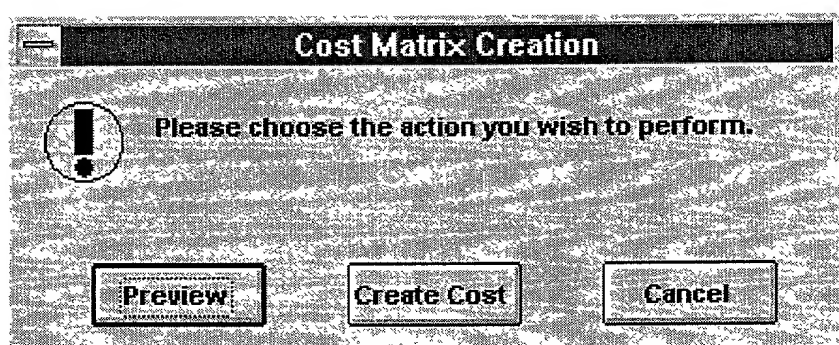 Cost Matrix Creation
Please choose the action you wish to perform.
Preview Create Cost Cancel